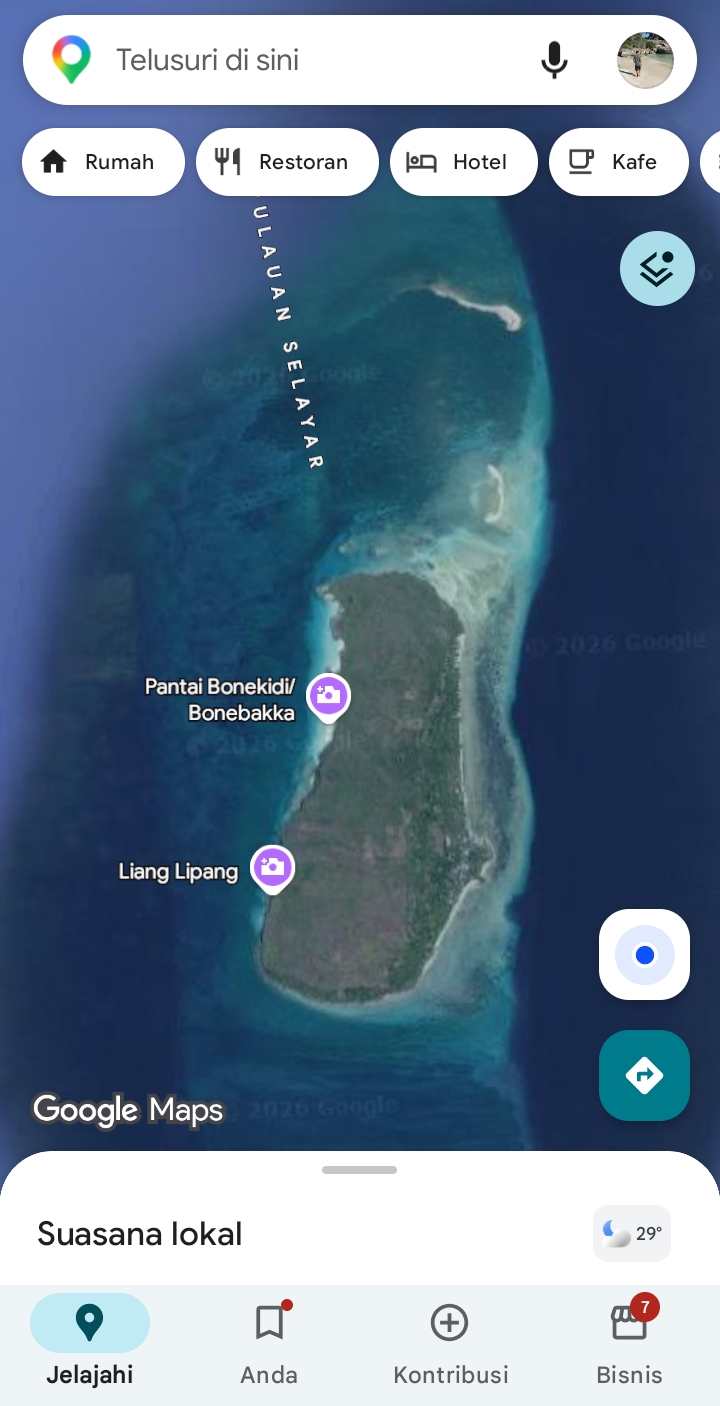 Telusuri di sini
Rumah
Restoran
Hotel
Kafe
ULAUAN SELAYAR
© 2026 Google
© 2026 Google
Pantai Bonekidi/
Bonebakka
© 2026 Google
Liang Lipang
Google Maps
2026 Google
Suasana lokal
29°
Jelajahi
Anda
Kontribusi
7
Bisnis